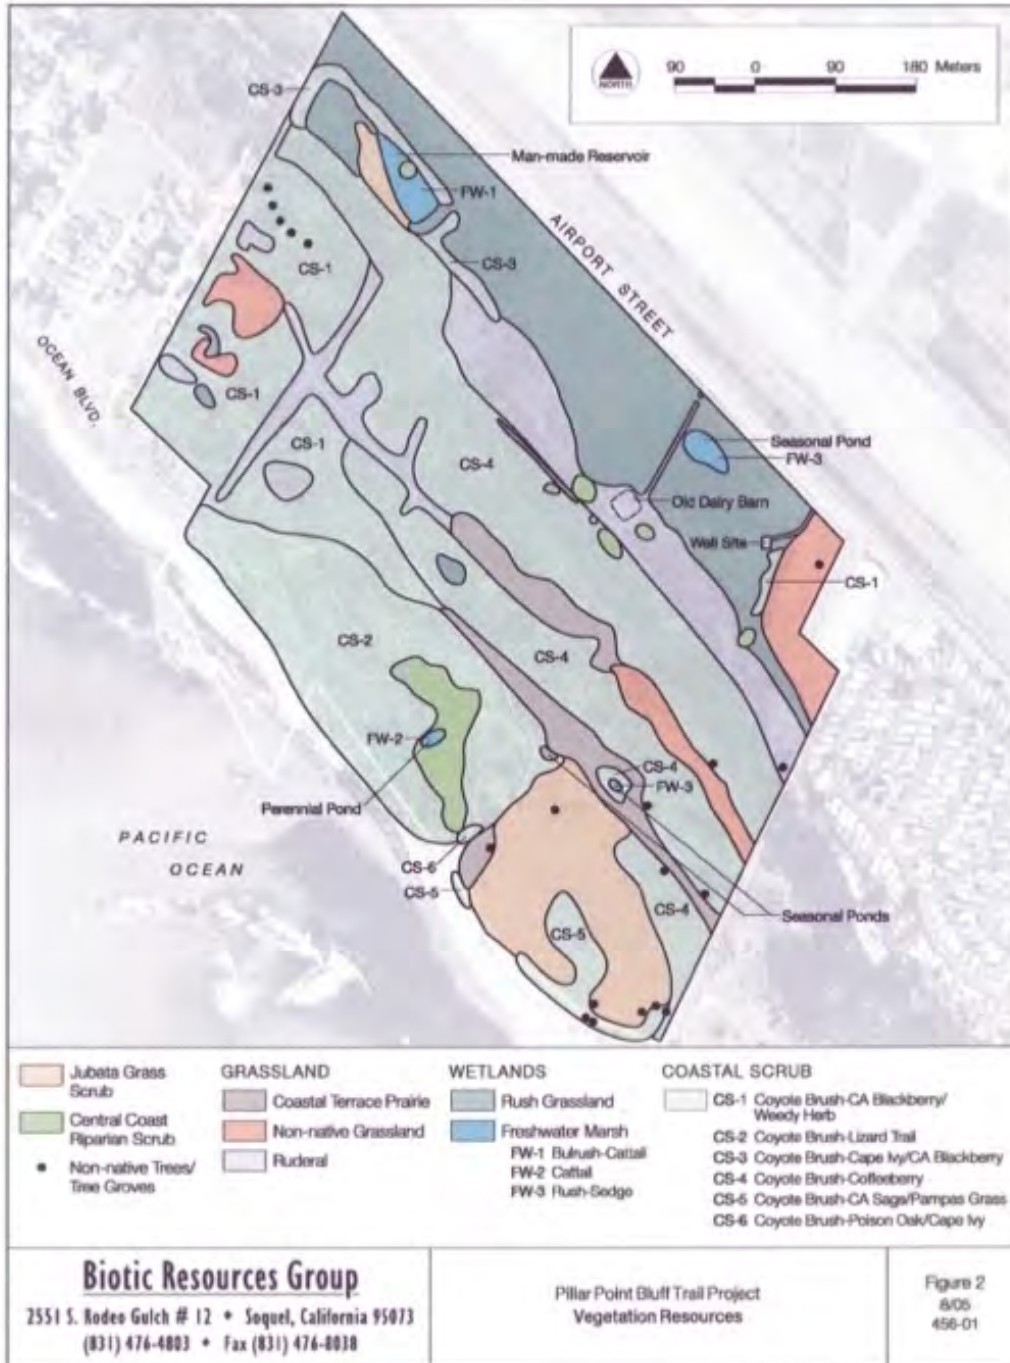 90 0 90 180 Meters
NORTH
CS-3
Man-made Reservoir
FW-1
AIRPORT STREET
CS-3
CS-1
OCEAN BLVD.
CS-1
CS-1
CS-4
Seasonal Pond
FW-3
Old Dairy Barn
Well Site
CS-1
CS-2
CS-4
FW-2
CS-4
FW-3
Perennial Pond
PACIFIC
OCEAN
CS-6
CS-5
CS-4
Seasonal Ponds
CS-5
Jubata Grass
Scrub
Central Coast
Riparian Scrub
Non-native Trees/
Tree Groves
GRASSLAND
Coastal Terrace Prairie
Non-native Grassland
Ruderal
WETLANDS
Rush Grassland
Freshwater Marsh
FW-1 Bulrush-Cattail
FW-2 Cattail
FW-3 Rush-Sedge
COASTAL SCRUB
CS-1 Coyote Brush-CA Blackberry/
Weedy Herb
CS-2 Coyote Brush-Lizard Trail
CS-3 Coyote Brush-Cape Ivy/CA Blackberry
CS-4 Coyote Brush-Coffeeberry
CS-5 Coyote Brush-CA Sage/Pampas Grass
CS-6 Coyote Brush-Poison Oak/Cape Ivy
Biotic Resources Group
2551 S. Rodeo Gulch # 12 • Soquel, California 95073
(831) 476-4803 • Fax (831) 476-8038
Pillar Point Bluff Trail Project
Vegetation Resources
Figure 2
8/05
456-01